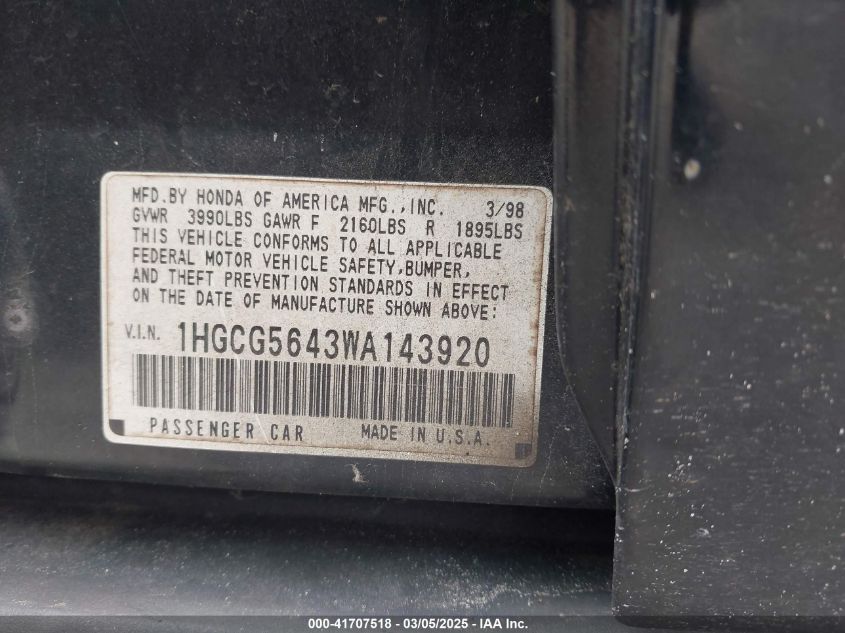 MFD.BY HONDA OF AMERICA MFG.,INC. 3/98
GVWR 3990LBS GAWR F 2160LBS R 1895LBS
THIS VEHICLE CONFORMS TO ALL APPLICABLE
FEDERAL MOTOR VEHICLE SAFETY,BUMPER,
AND THEFT PREVENTION STANDARDS IN EFFECT
ON THE DATE OF MANUFACTURE SHOWN ABOVE:
V.I.N. 1HGCG5643WA143920
PASSENGER CAR MADE IN U.S.A.
000-41707518 - 03/05/2025 - IAA Inc.